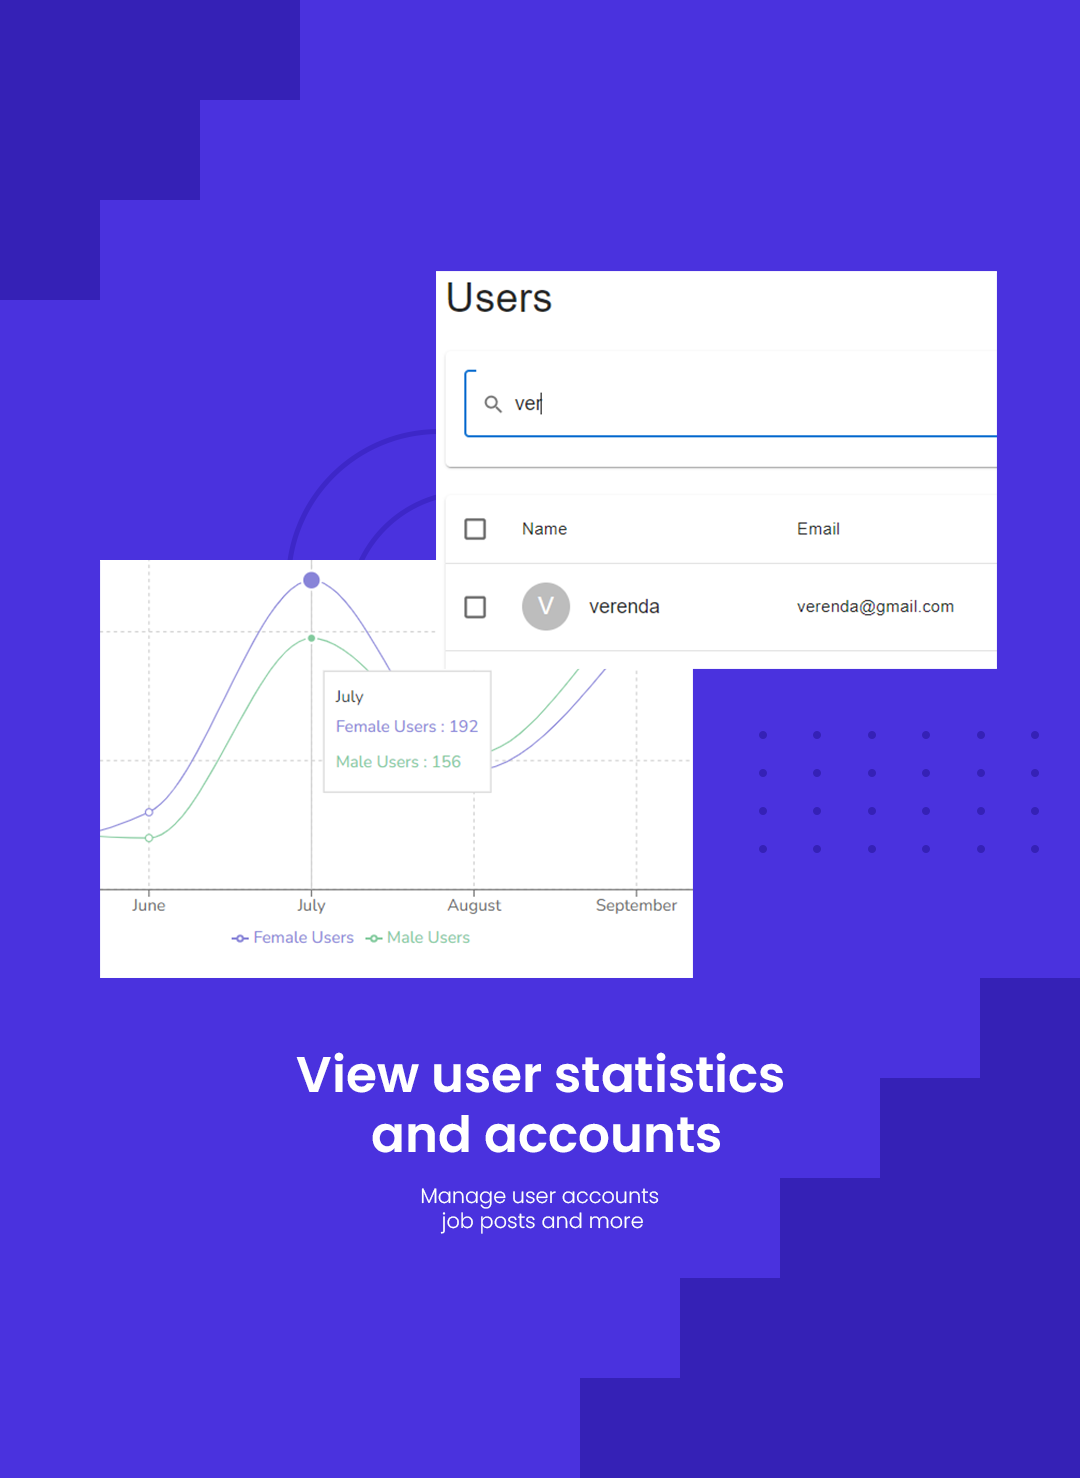 Users
ver
Name Email
V verenda verenda@gmail.com
July
Female Users : 192
Male Users : 156
June July August September
Female Users Male Users
View user statistics
and accounts
Manage user accounts
job posts and more